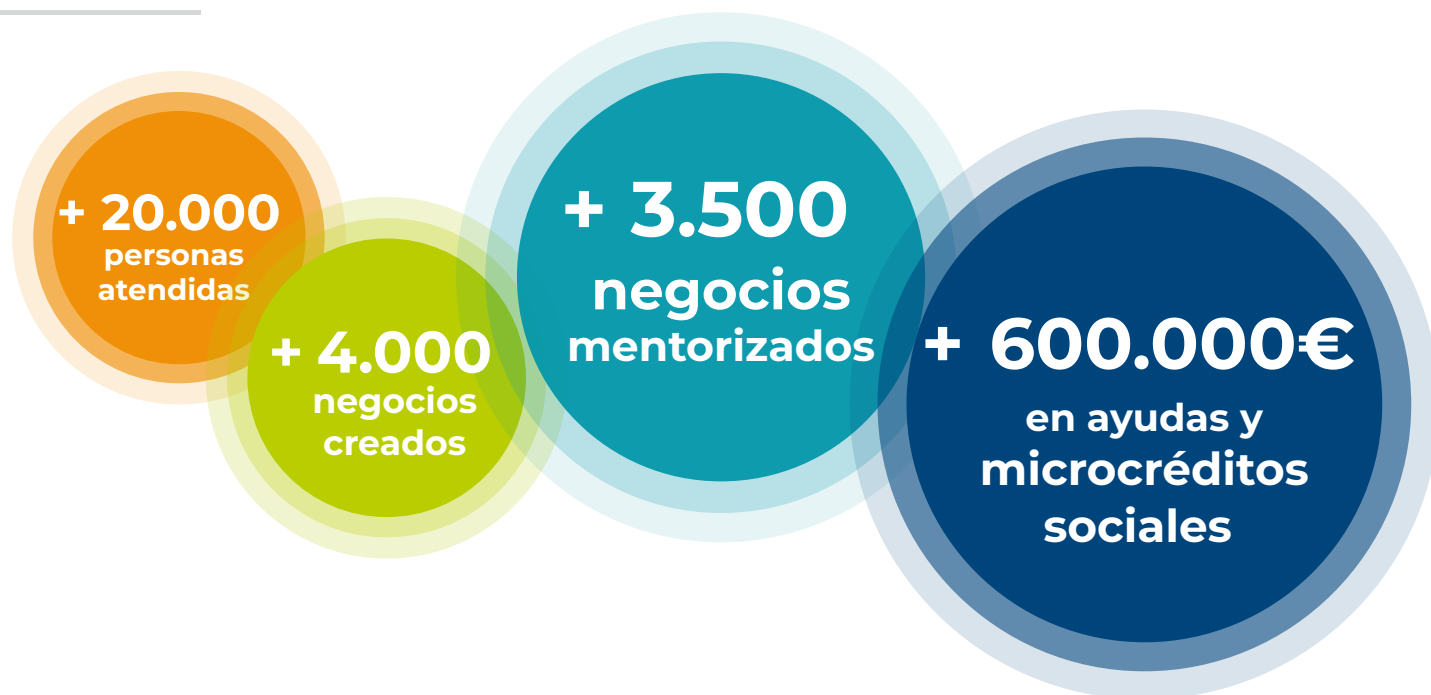 + 20.000
personas
atendidas
+ 4.000
negocios
creados
+ 3.500
negocios
mentorizados
+ 600.000€
en ayudas y
microcréditos
sociales